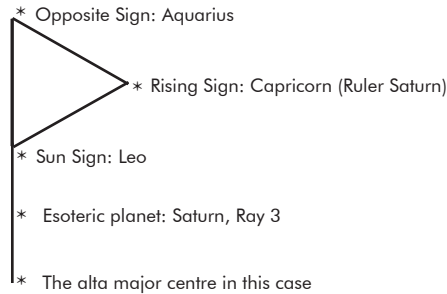 * Opposite Sign: Aquarius
* Rising Sign: Capricorn (Ruler Saturn)
* Sun Sign: Leo
* Esoteric planet: Saturn, Ray 3
* The alta major centre in this case